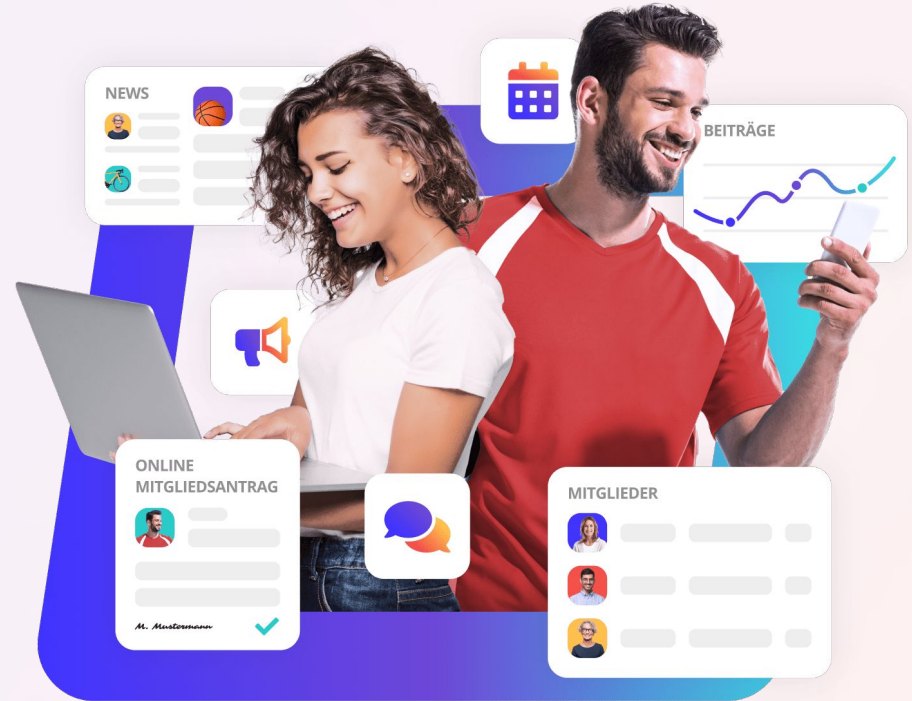 NEWS
BEITRÄGE
ONLINE
MITGLIEDSANTRAG
M. Mustermann
MITGLIEDER